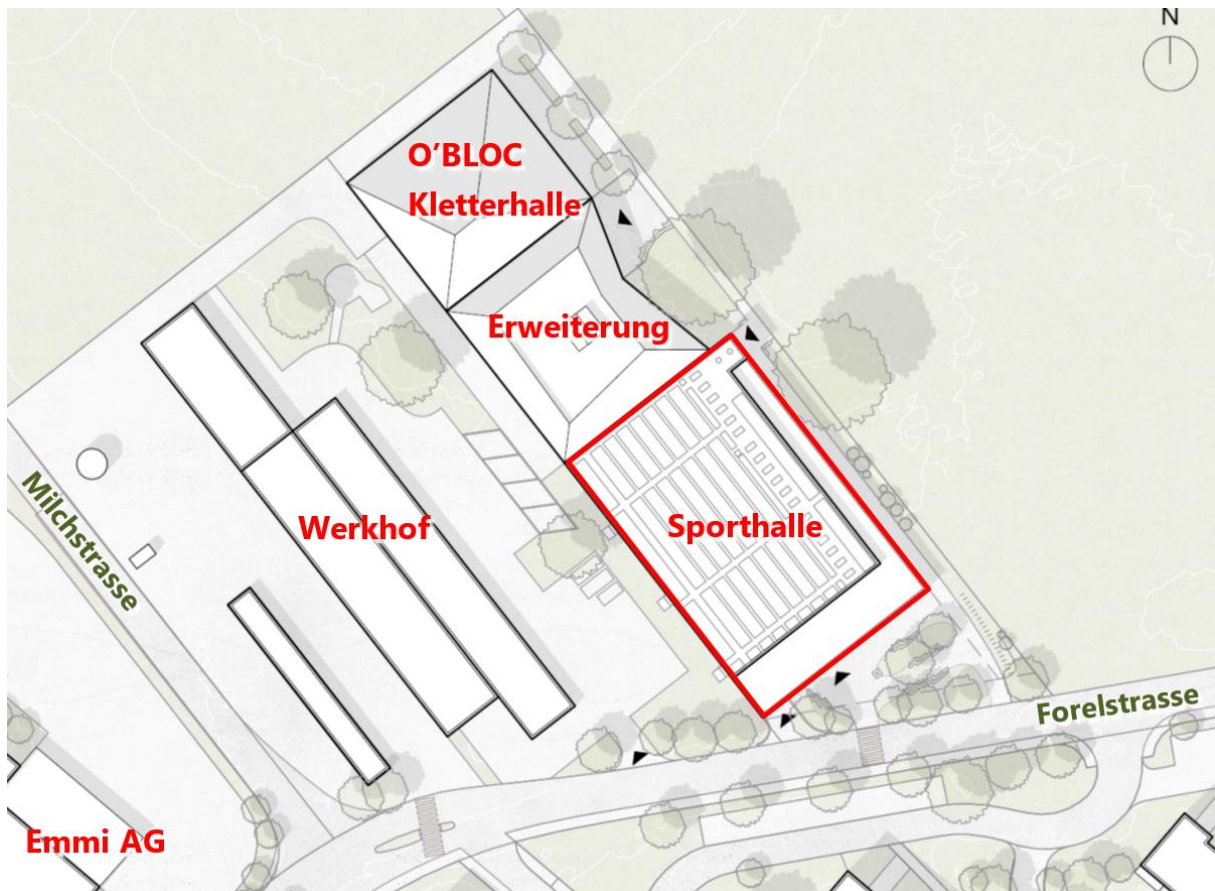 N
O'BLOC
Kletterhalle
Erweiterung
Sporthalle
Werkhof
Milchstrasse
Forelstrasse
Emmi AG